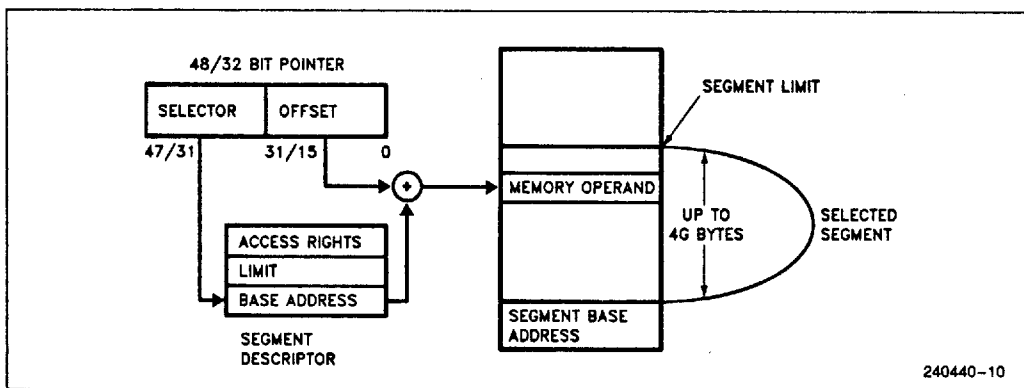 48/32 BIT POINTER
SELECTOR
OFFSET
47/31
31/15
0
ACCESS RIGHTS
LIMIT
BASE ADDRESS
SEGMENT
DESCRIPTOR
+
MEMORY OPERAND
SEGMENT BASE
ADDRESS
SEGMENT LIMIT
UP TO
4G BYTES
SELECTED
SEGMENT
240440-10